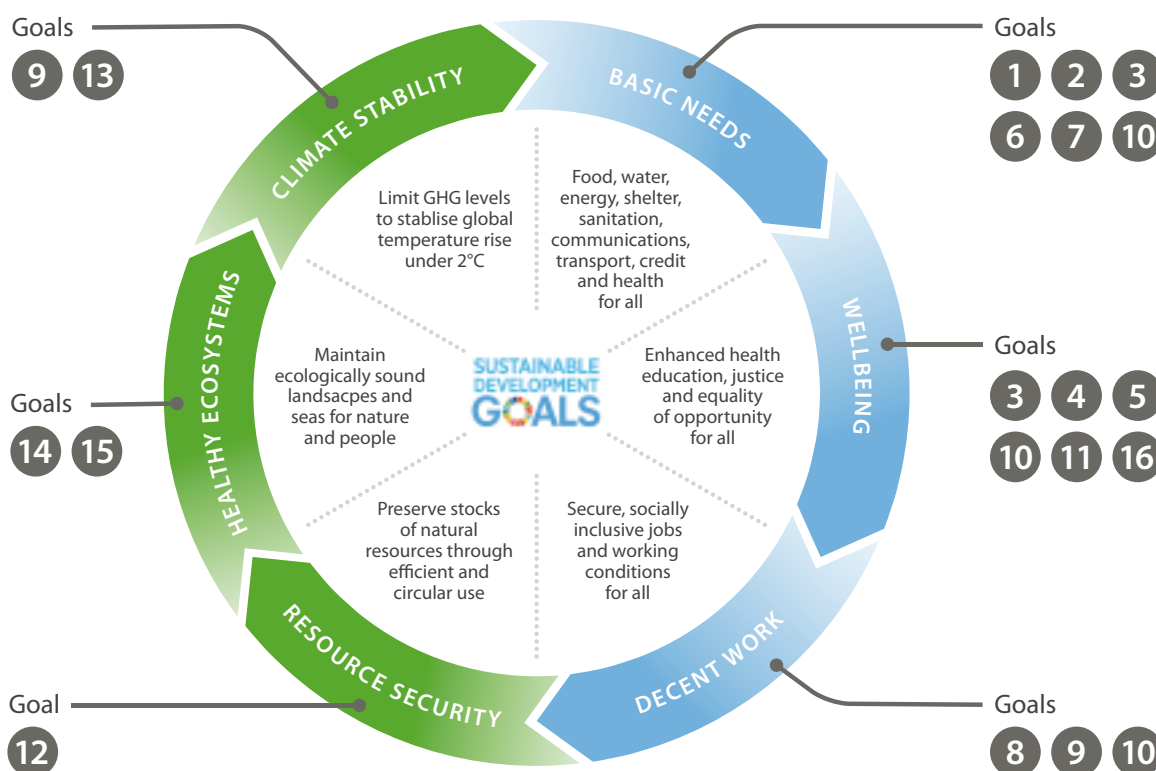 Goals
9 13
CLIMATE STABILITY
Limit GHG levels
to stablise global
temperature rise
under 2°C
Goals
1 2 3
6 7 10
BASIC NEEDS
Food, water,
energy, shelter,
sanitation,
communications,
transport, credit
and health
for all
Goals
3 4 5
10 11 16
WELLBEING
Enhanced health
education, justice
and equality
of opportunity
for all
Goals
8 9 10
DECENT WORK
Secure, socially
inclusive jobs
and working
conditions
for all
Goal
12
RESOURCE SECURITY
Preserve stocks
of natural
resources through
efficient and
circular use
Goals
14 15
HEALTHY ECOSYSTEMS
Maintain
ecologically sound
landsacpes and
seas for nature
and people
SUSTAINABLE
DEVELOPMENT
GOALS